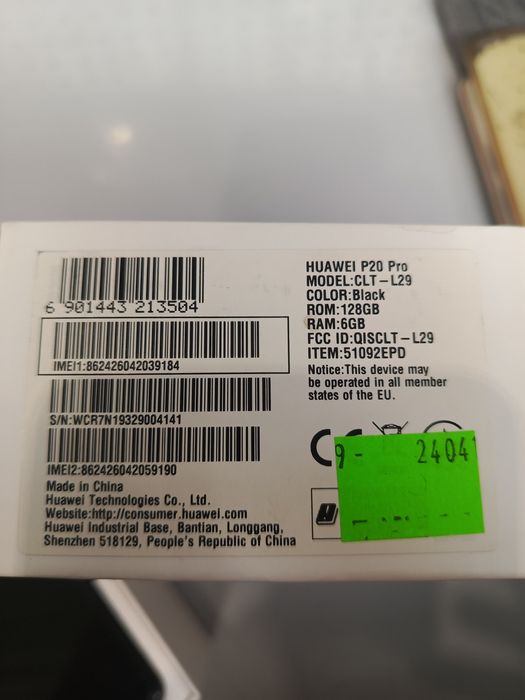 6 901443 213504
IMEI1:862426042039184
S/N:WCR7N19329004141
IMEI2:862426042059190
Made in China
Huawei Technologies Co., Ltd.
Website:http://consumer.huawei.com
Huawei Industrial Base, Bantian, Longgang,
Shenzhen 518129, People's Republic of China
HUAWEI P20 Pro
MODEL:CLT-L29
COLOR:Black
ROM:128GB
RAM:6GB
FCC ID:QISCLT-L29
ITEM:51092EPD
Notice:This device may
be operated in all member
states of the EU.
CE
9- 2404